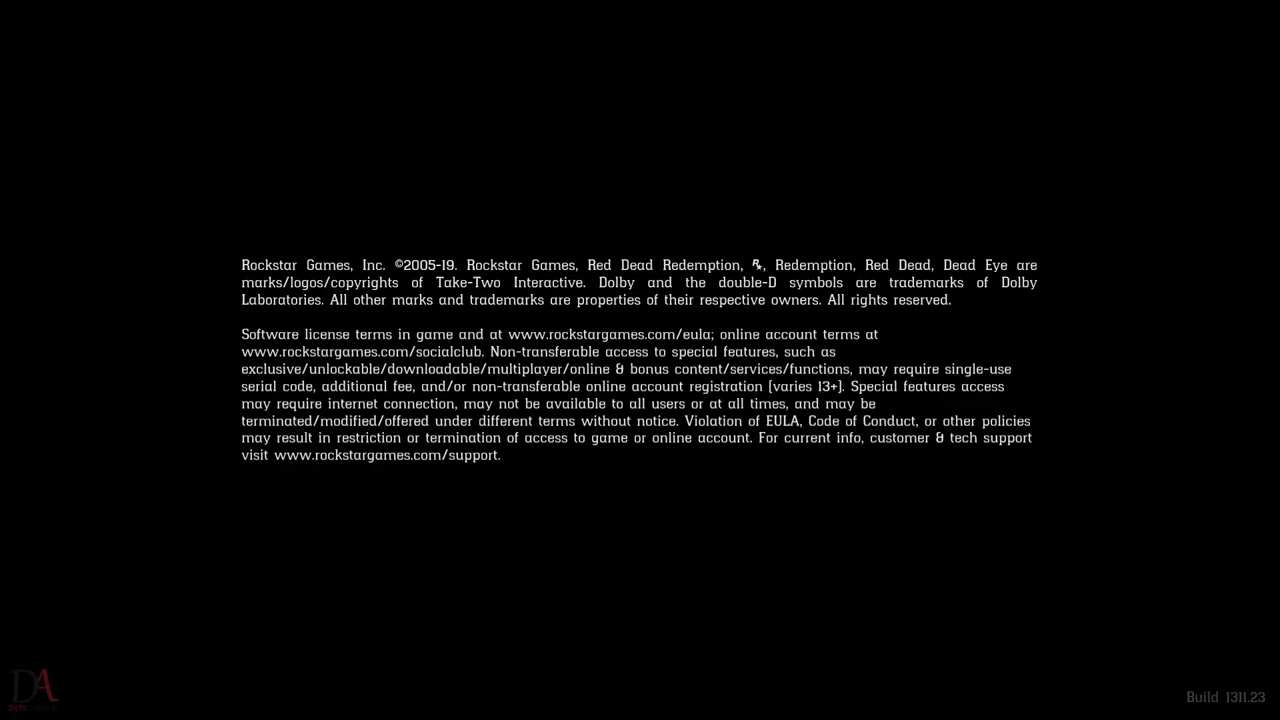 Rockstar Games, Inc. ©2005-19. Rockstar Games, Red Dead Redemption, R*, Redemption, Red Dead, Dead Eye are
marks/logos/copyrights of Take-Two Interactive. Dolby and the double-D symbols are trademarks of Dolby
Laboratories. All other marks and trademarks are properties of their respective owners. All rights reserved.
Software license terms in game and at www.rockstargames.com/eula; online account terms at
www.rockstargames.com/socialclub. Non-transferable access to special features, such as
exclusive/unlockable/downloadable/multiplayer/online & bonus content/services/functions, may require single-use
serial code, additional fee, and/or non-transferable online account registration [varies 13+]. Special features access
may require internet connection, may not be available to all users or at all times, and may be
terminated/modified/offered under different terms without notice. Violation of EULA, Code of Conduct, or other policies
may result in restriction or termination of access to game or online account. For current info, customer & tech support
visit www.rockstargames.com/support.
DA
Build 1311.23